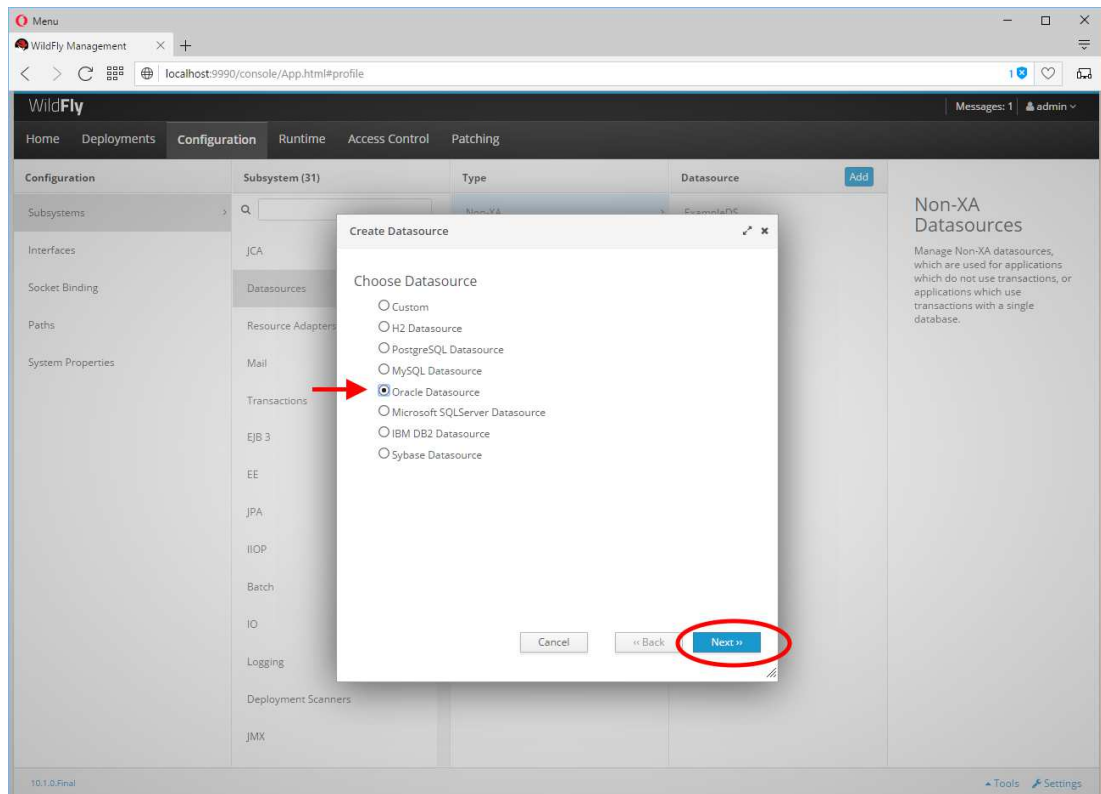 Menu
WildFly Management
localhost:9990/console/App.html#profile
1
WildFly
Messages: 1
admin
Home
Deployments
Configuration
Runtime
Access Control
Patching
Configuration
Subsystems
Interfaces
Socket Binding
Paths
System Properties
Subsystem (31)
JCA
Datasources
Resource Adapters
Mail
Transactions
EJB 3
EE
JPA
IIOP
Batch
IO
Logging
Deployment Scanners
JMX
Type
Non-XA
Datasource
Add
ExampleDS
Create Datasource
Choose Datasource
Custom
H2 Datasource
PostgreSQL Datasource
MySQL Datasource
Oracle Datasource
Microsoft SQLServer Datasource
IBM DB2 Datasource
Sybase Datasource
Cancel
‹‹ Back
Next ››
Non-XA
Datasources
Manage Non-XA datasources,
which are used for applications
which do not use transactions, or
applications which use
transactions with a single
database.
10.1.0.Final
Tools
Settings